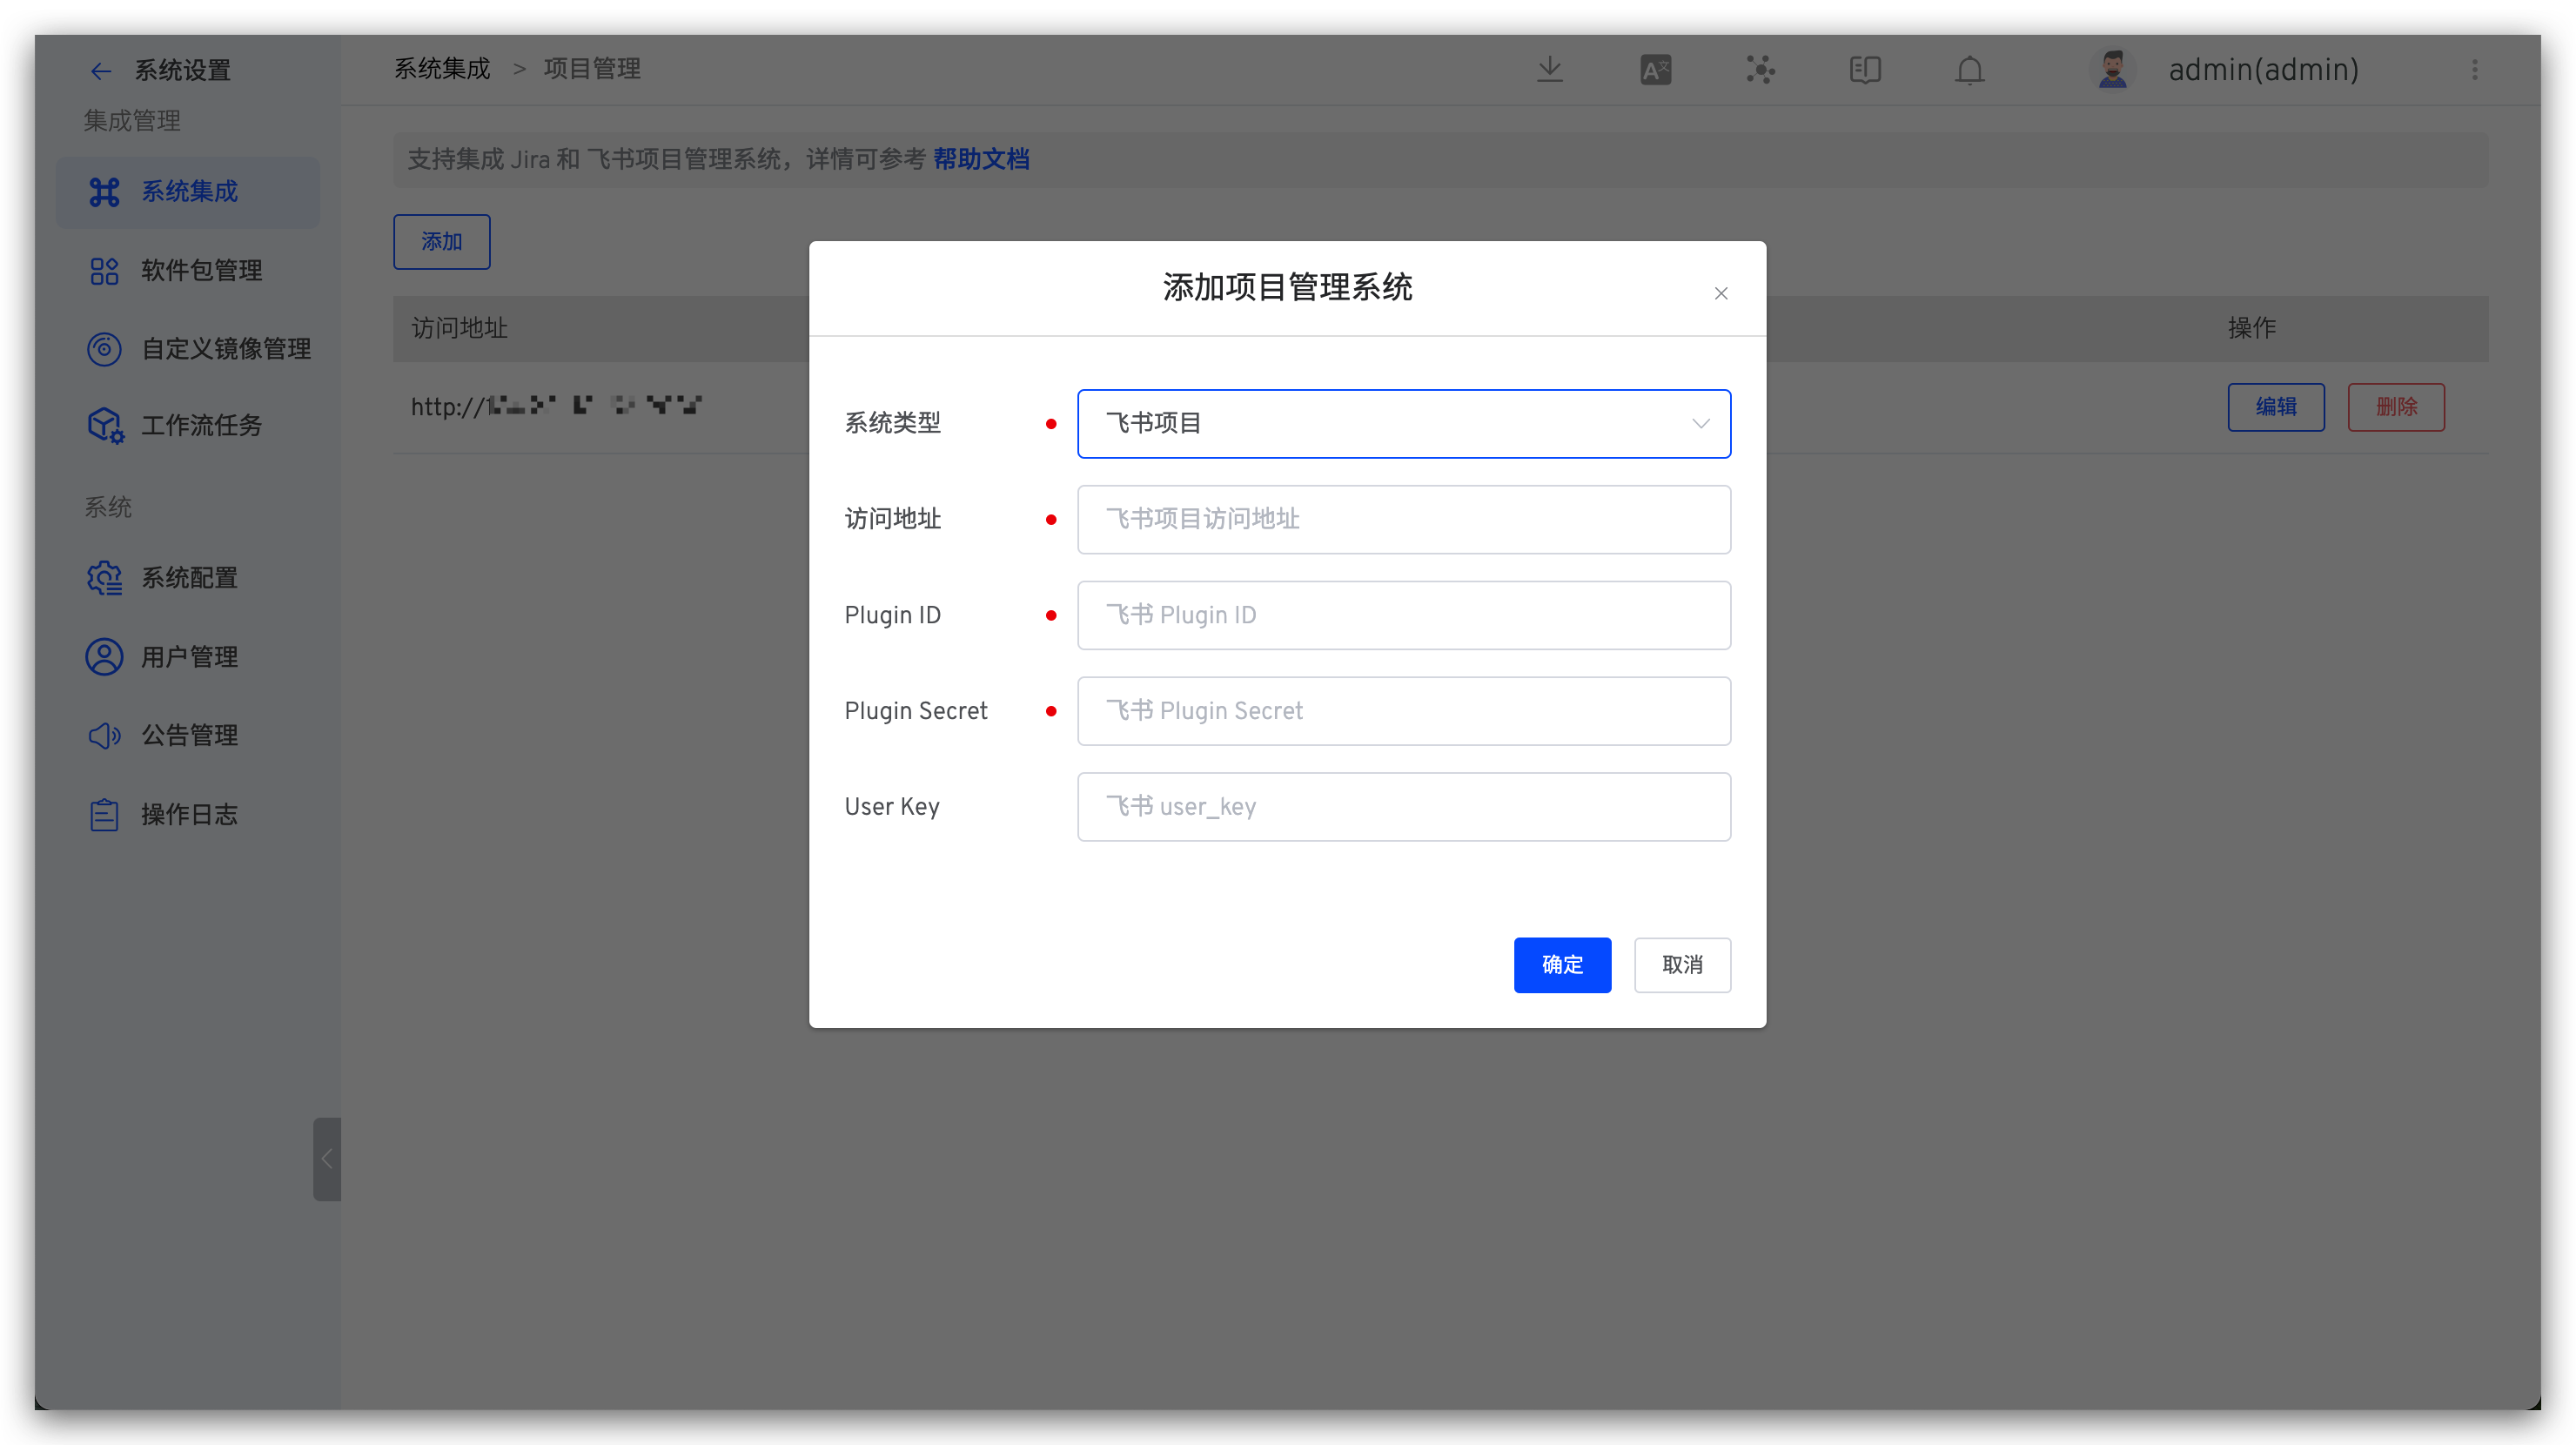 系统设置
集成管理
系统集成
软件包管理
自定义镜像管理
工作流任务
系统
系统配置
用户管理
公告管理
操作日志
系统集成 > 项目管理
admin(admin)
支持集成 Jira 和 飞书项目管理系统，详情可参考 帮助文档
添加
访问地址
操作
http://
编辑
删除
添加项目管理系统
系统类型
飞书项目
访问地址
飞书项目访问地址
Plugin ID
飞书 Plugin ID
Plugin Secret
飞书 Plugin Secret
User Key
飞书 user_key
确定
取消